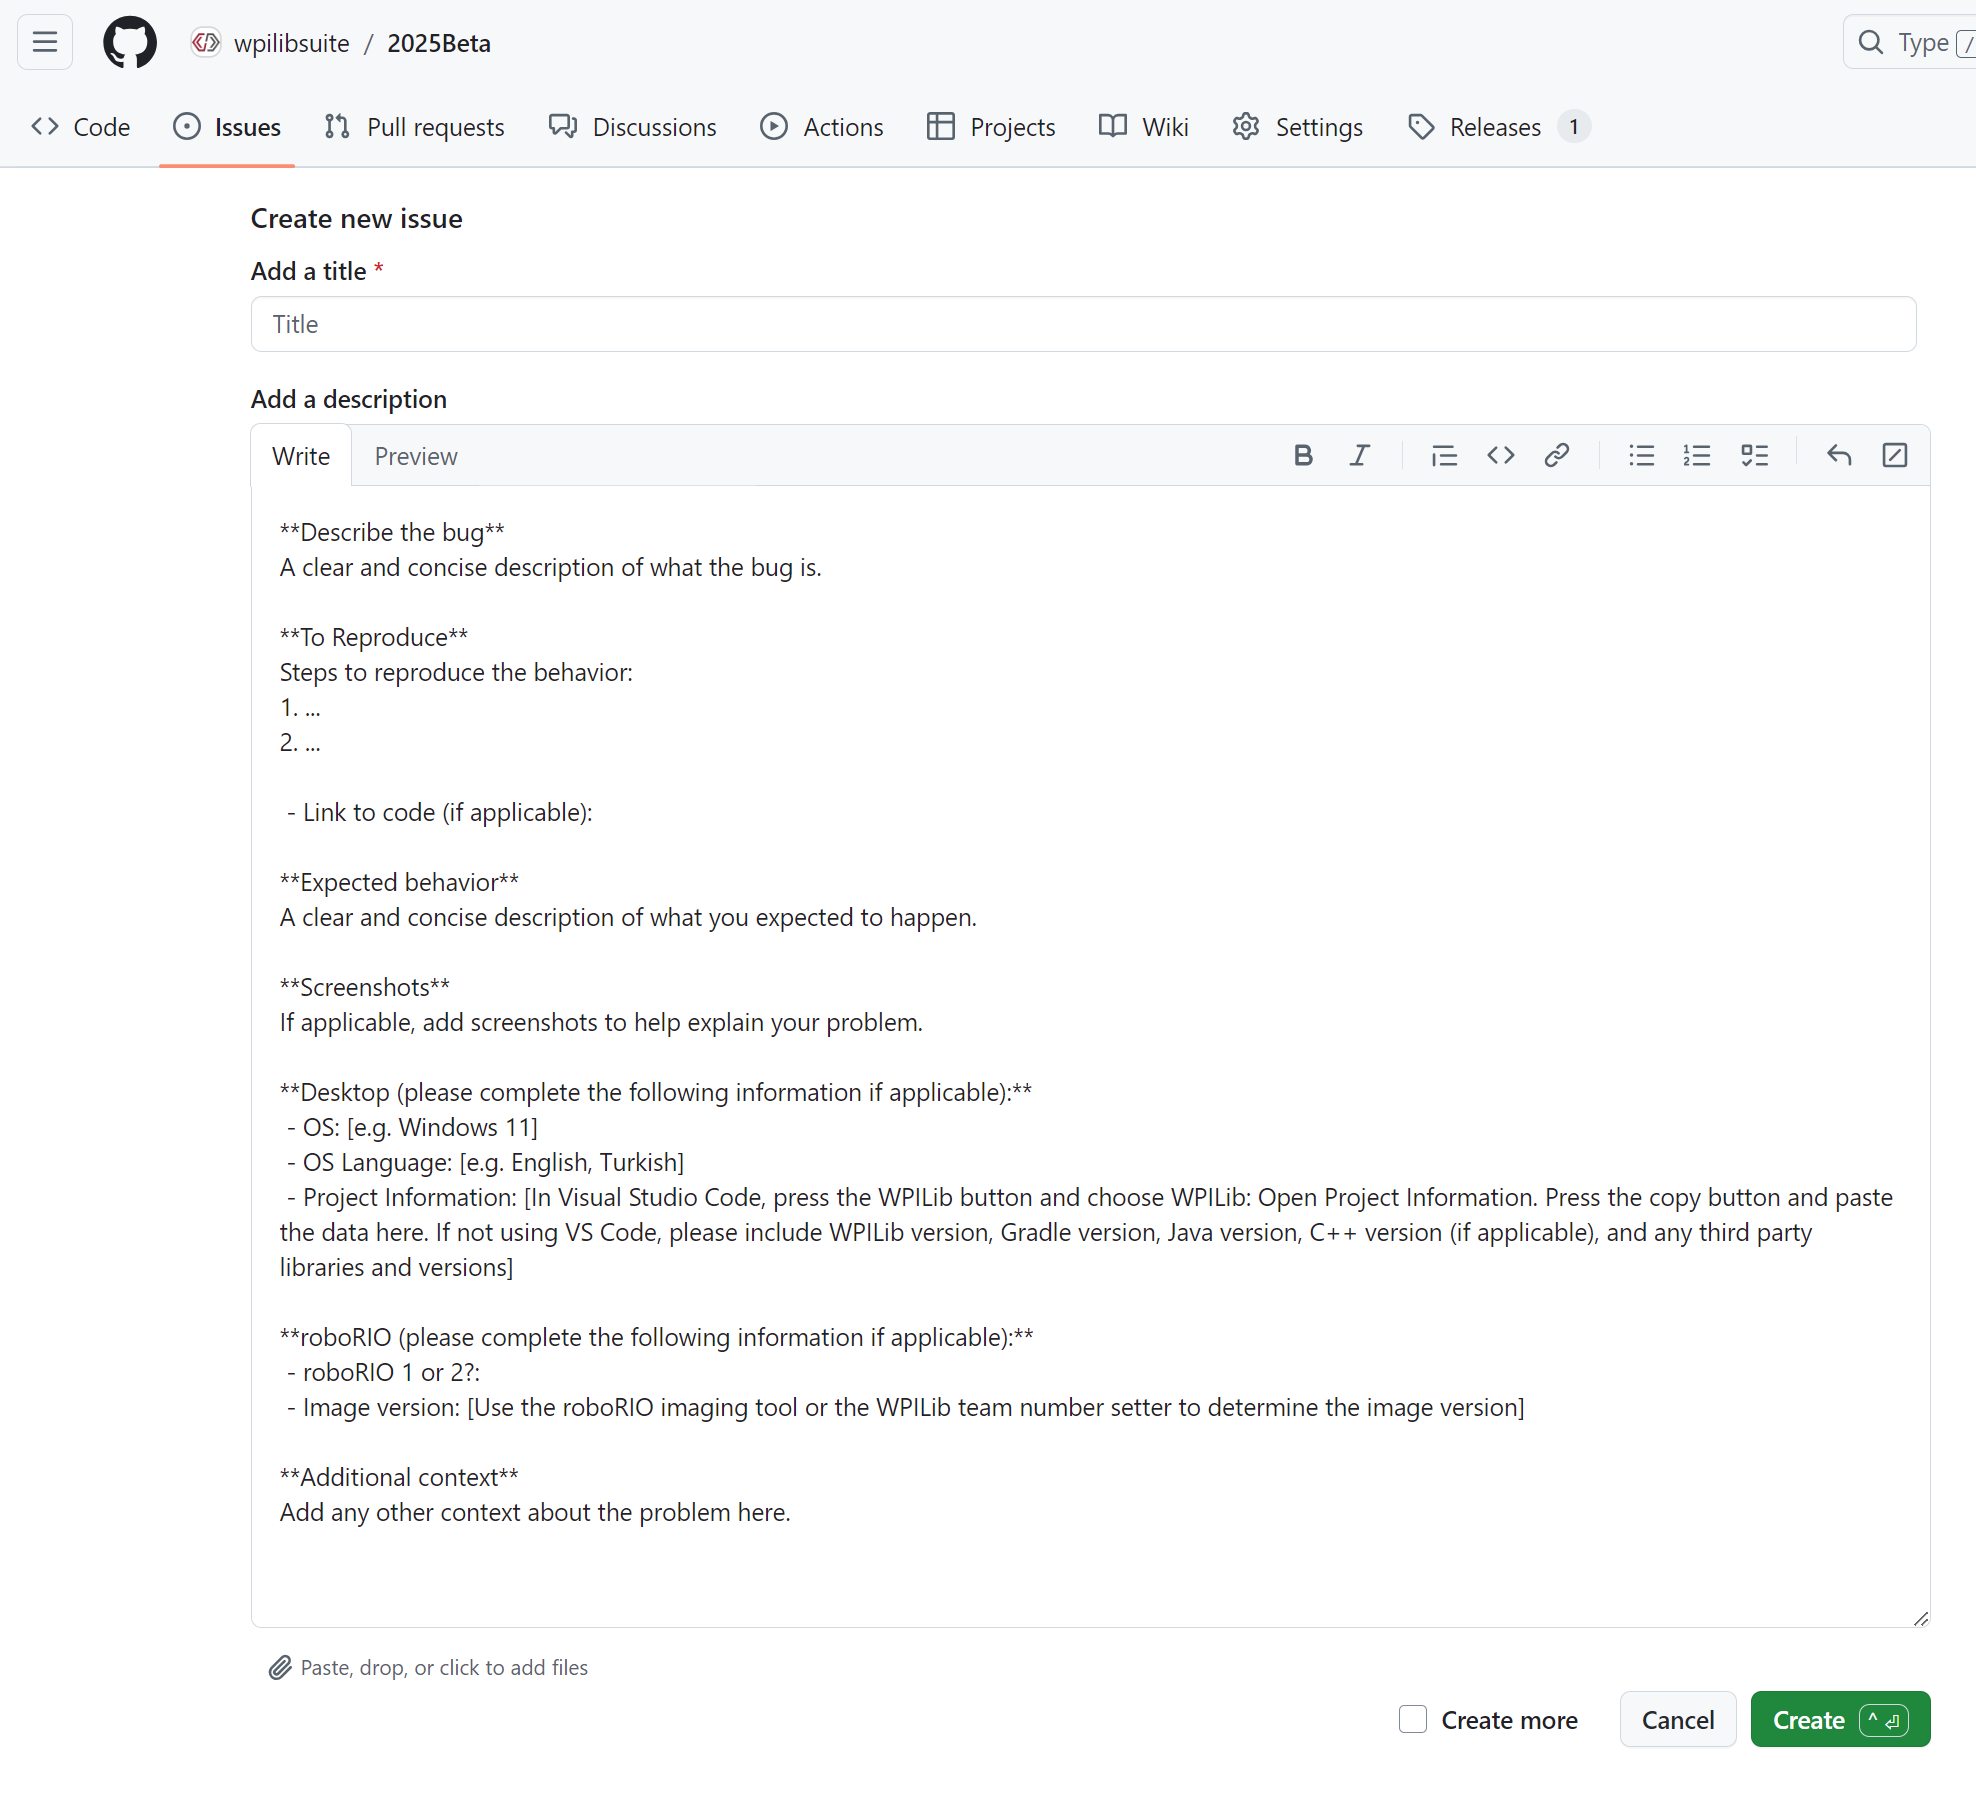 wpilibsuite / 2025Beta
Type /
Code Issues Pull requests Discussions Actions Projects Wiki Settings Releases 1
Create new issue
Add a title *
Title
Add a description
Write Preview
**Describe the bug**
A clear and concise description of what the bug is.
**To Reproduce**
Steps to reproduce the behavior:
1. ...
2. ...
- Link to code (if applicable):
**Expected behavior**
A clear and concise description of what you expected to happen.
**Screenshots**
If applicable, add screenshots to help explain your problem.
**Desktop (please complete the following information if applicable):**
- OS: [e.g. Windows 11]
- OS Language: [e.g. English, Turkish]
- Project Information: [In Visual Studio Code, press the WPILib button and choose WPILib: Open Project Information. Press the copy button and paste
the data here. If not using VS Code, please include WPILib version, Gradle version, Java version, C++ version (if applicable), and any third party
libraries and versions]
**roboRIO (please complete the following information if applicable):**
- roboRIO 1 or 2?:
- Image version: [Use the roboRIO imaging tool or the WPILib team number setter to determine the image version]
**Additional context**
Add any other context about the problem here.
Paste, drop, or click to add files
Create more Cancel Create ^ ⏎